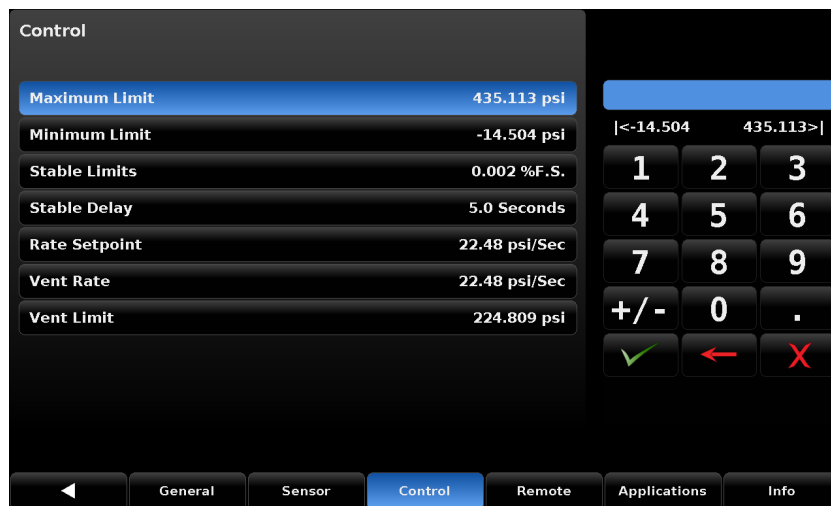 Control
Maximum Limit 435.113 psi
Minimum Limit -14.504 psi
Stable Limits 0.002 %F.S.
Stable Delay 5.0 Seconds
Rate Setpoint 22.48 psi/Sec
Vent Rate 22.48 psi/Sec
Vent Limit 224.809 psi
|<-14.504 435.113>|
1 2 3
4 5 6
7 8 9
+/- 0 .
X
General Sensor Control Remote Applications Info